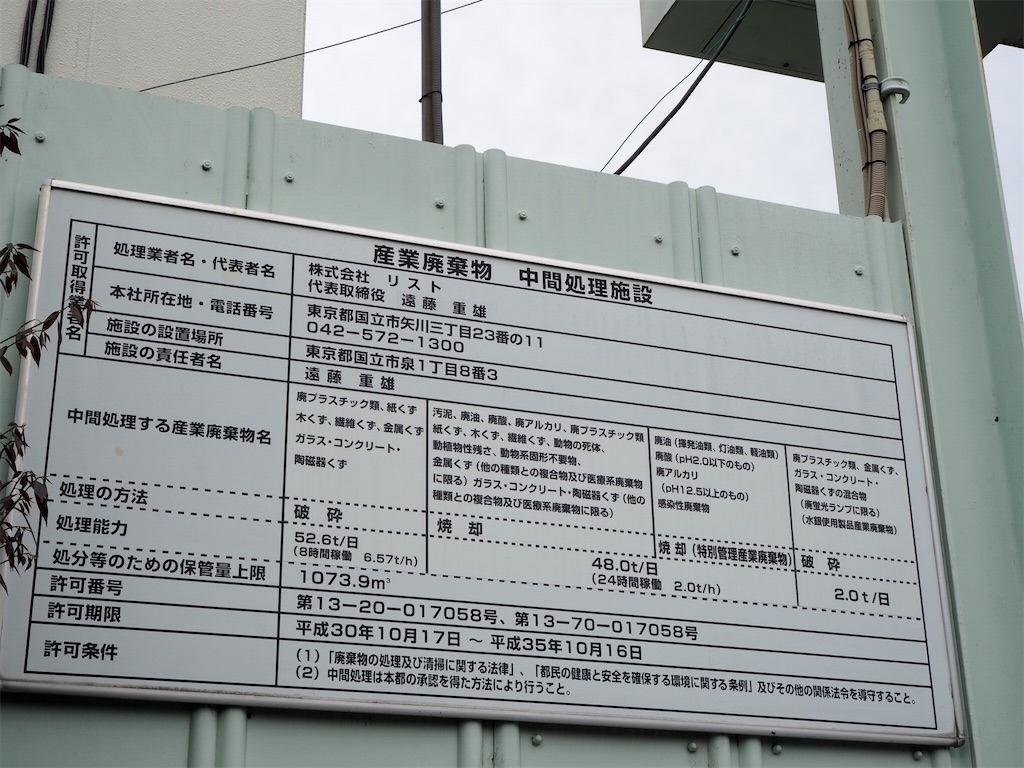 産業廃棄物　中間処理施設
許可取得業者名
処理業者名・代表者名
株式会社　リスト
代表取締役　遠藤　重雄
本社所在地・電話番号
東京都国立市矢川三丁目23番の11
042-572-1300
施設の設置場所
東京都国立市泉1丁目8番3
施設の責任者名
遠藤　重雄
中間処理する産業廃棄物名
廃プラスチック類、紙くず
木くず、繊維くず、金属くず
ガラス・コンクリート・
陶磁器くず
汚泥、廃油、廃酸、廃アルカリ、廃プラスチック類
紙くず、木くず、繊維くず、動物の死体、
動植物性残さ、動物系固形不要物、
金属くず（他の種類との複合物及び医療系廃棄物
に限る）ガラス・コンクリート・陶磁器くず（他の
種類との複合物及び医療系廃棄物に限る）
廃油（揮発油類、灯油類、軽油類）
廃酸（pH2.0以下のもの）
廃アルカリ
（pH12.5以上のもの）
感染性廃棄物
廃プラスチック類、金属くず、
ガラス・コンクリート・
陶磁器くずの混合物
（廃蛍光ランプに限る）
（水銀使用製品産業廃棄物）
処理の方法
破砕
焼却
焼却（特別管理産業廃棄物）
破砕
処理能力
52.6t/日
（8時間稼働　6.57t/h）
48.0t/日
（24時間稼働　2.0t/h）
2.0t/日
処分等のための保管量上限
1073.9m³
許可番号
第13-20-017058号、第13-70-017058号
許可期限
平成30年10月17日 ～ 平成35年10月16日
許可条件
（1）「廃棄物の処理及び清掃に関する法律」、「都民の健康と安全を確保する環境に関する条例」及びその他の関係法令を遵守すること。
（2）中間処理は本都の承認を得た方法により行うこと。